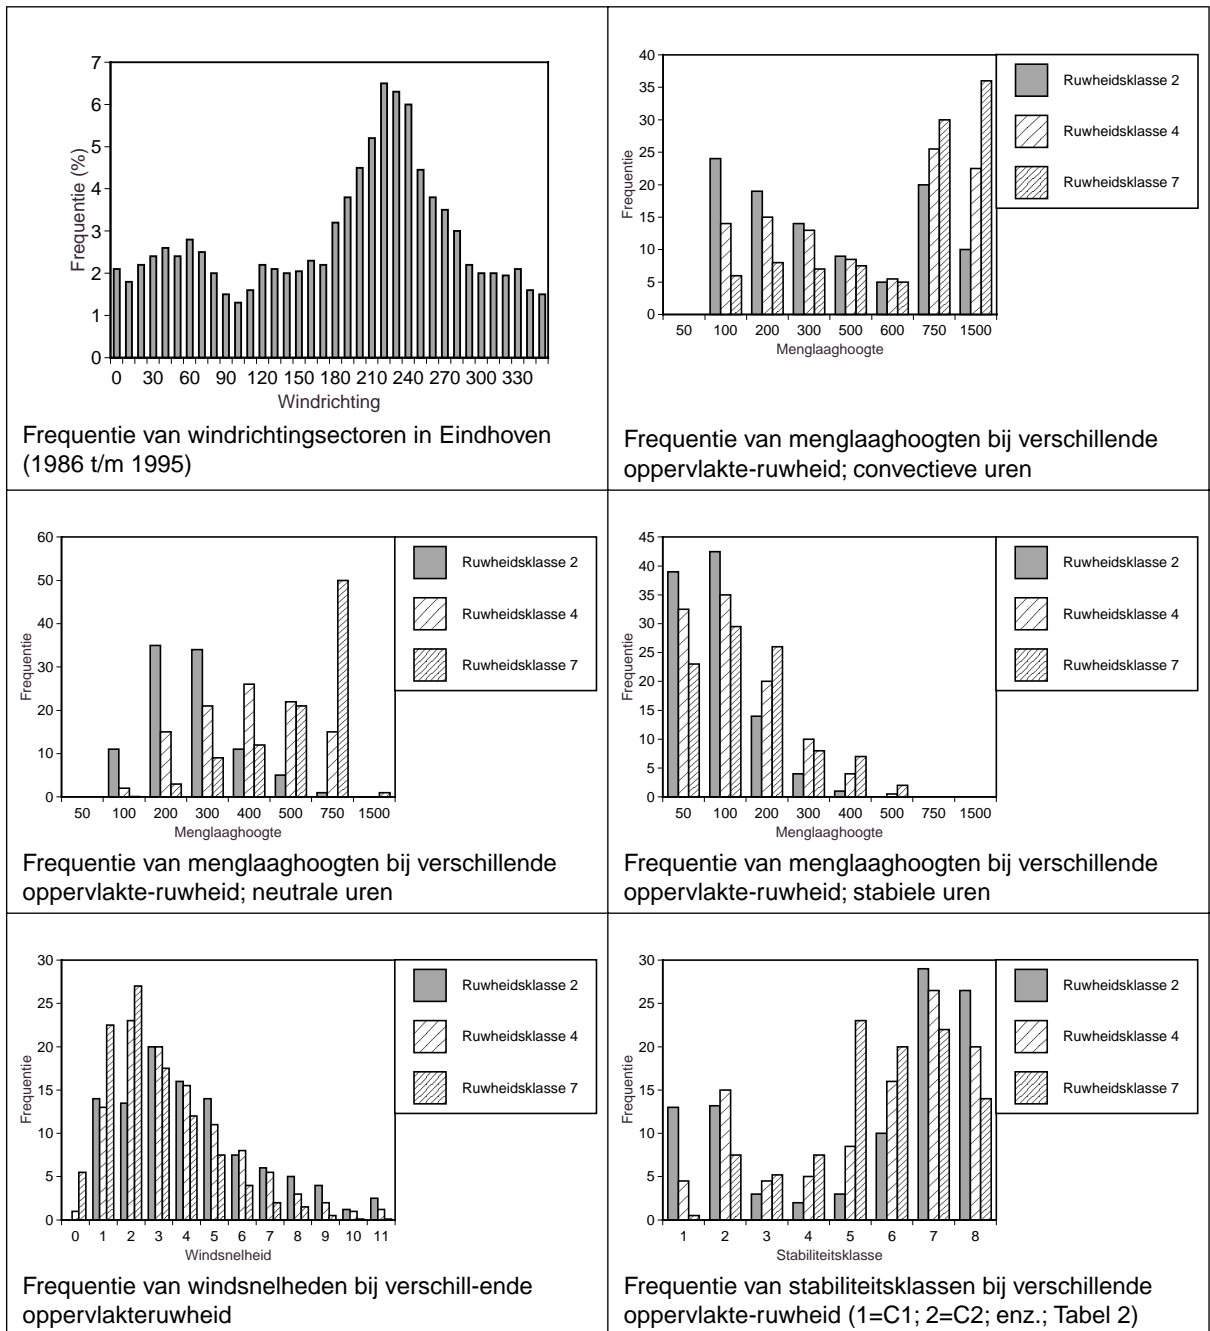 7
6
5
4
3
2
1
0
Frequentie (%)
0 30 60 90 120 150 180 210 240 270 300 330
Windrichting
Frequentie van windrichtingsectoren in Eindhoven
(1986 t/m 1995)
40
35
30
25
20
15
10
5
0
Frequentie
50 100 200 300 500 600 750 1500
Menglaaghoogte
Ruwheidsklasse 2
Ruwheidsklasse 4
Ruwheidsklasse 7
Frequentie van menglaaghoogten bij verschillende
oppervlakte-ruwheid; convectieve uren
60
50
40
30
20
10
0
Frequentie
50 100 200 300 400 500 750 1500
Menglaaghoogte
Ruwheidsklasse 2
Ruwheidsklasse 4
Ruwheidsklasse 7
Frequentie van menglaaghoogten bij verschillende
oppervlakte-ruwheid; neutrale uren
45
40
35
30
25
20
15
10
5
0
Frequentie
50 100 200 300 400 500 750 1500
Menglaaghoogte
Ruwheidsklasse 2
Ruwheidsklasse 4
Ruwheidsklasse 7
Frequentie van menglaaghoogten bij verschillende
oppervlakte-ruwheid; stabiele uren
30
25
20
15
10
5
0
Frequentie
0 1 2 3 4 5 6 7 8 9 10 11
Windsnelheid
Ruwheidsklasse 2
Ruwheidsklasse 4
Ruwheidsklasse 7
Frequentie van windsnelheden bij verschill-ende
oppervlakteruwheid
30
25
20
15
10
5
0
Frequentie
1 2 3 4 5 6 7 8
Stabiliteitsklasse
Ruwheidsklasse 2
Ruwheidsklasse 4
Ruwheidsklasse 7
Frequentie van stabiliteitsklassen bij verschillende
oppervlakte-ruwheid (1=C1; 2=C2; enz.; Tabel 2)